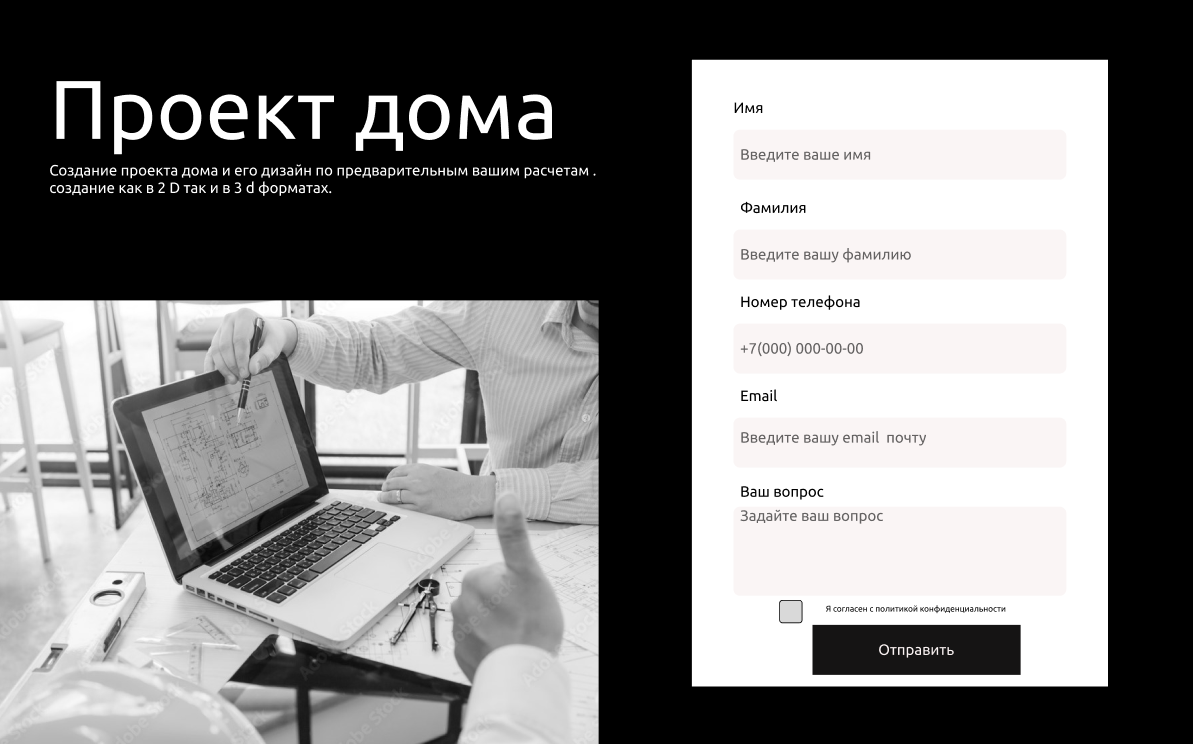 Проект дома
Создание проекта дома и его дизайн по предварительным вашим расчетам .
создание как в 2 D так и в 3 d форматах.
Имя
Введите ваше имя
Фамилия
Введите вашу фамилию
Номер телефона
+7(000) 000-00-00
Email
Введите вашу email  почту
Ваш вопрос
Задайте ваш вопрос
Я согласен с политикой конфиденциальности
Отправить